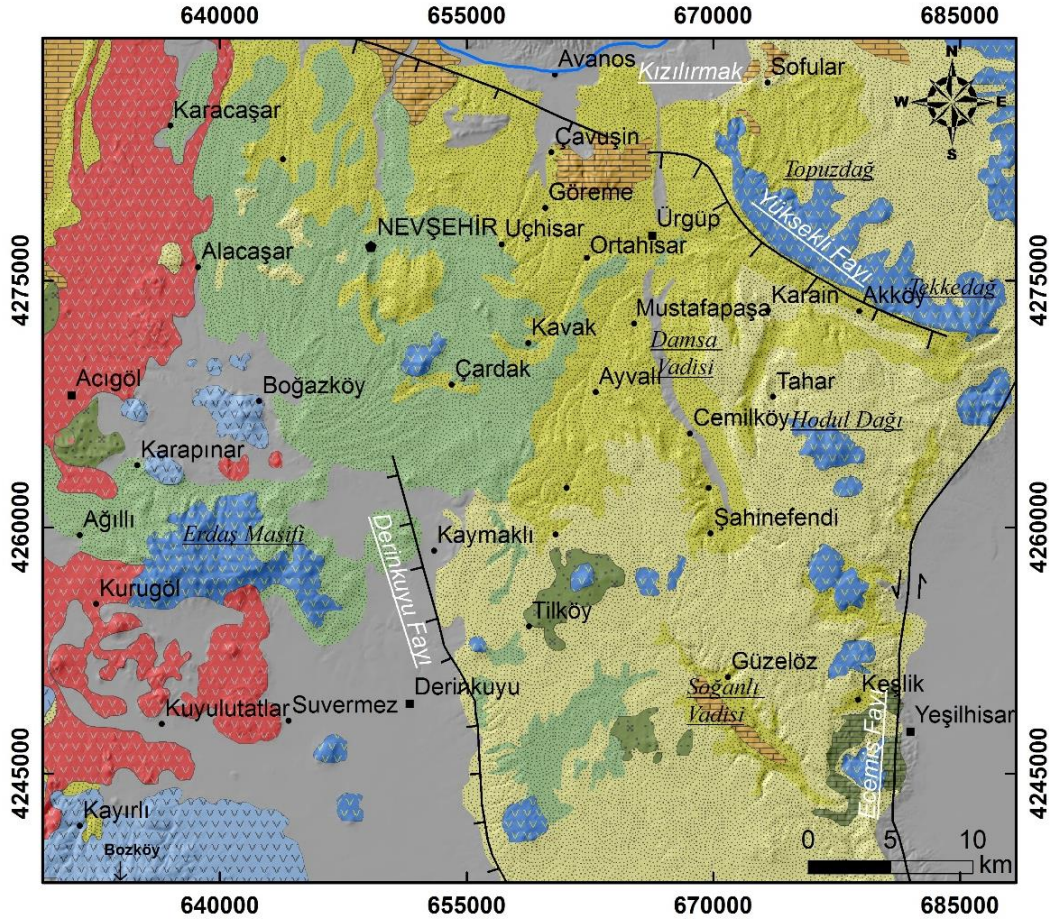 640000
655000
670000
685000
Avanos
Kızılırmak
Sofular
N
W
E
S
Karacaşar
Çavuşin
Topuzdağ
Göreme
NEVŞEHİR
Uçhisar
Ürgüp
Yüksekli Fayı
Alacaşar
Ortahisar
4275000
4275000
Karain
Akköy
Tekkedağ
Mustafapaşa
Kavak
Damsa
Vadisi
Acıgöl
Boğazköy
Çardak
Ayvalı
Tahar
Cemilköy
Hodul Dağı
Karapınar
4260000
4260000
Ağıllı
Erdaş Masifi
Derinkuyu Fayı
Kaymaklı
Şahinefendi
Kurugöl
Tilköy
Güzelöz
Derinkuyu
Soğanlı
Vadisi
Keşlik
Kuyulutatlar
Suvermez
Ecemiş Fayı
Yeşilhisar
4245000
4245000
Kayırlı
Bozköy
0
5
10
km
640000
655000
670000
685000